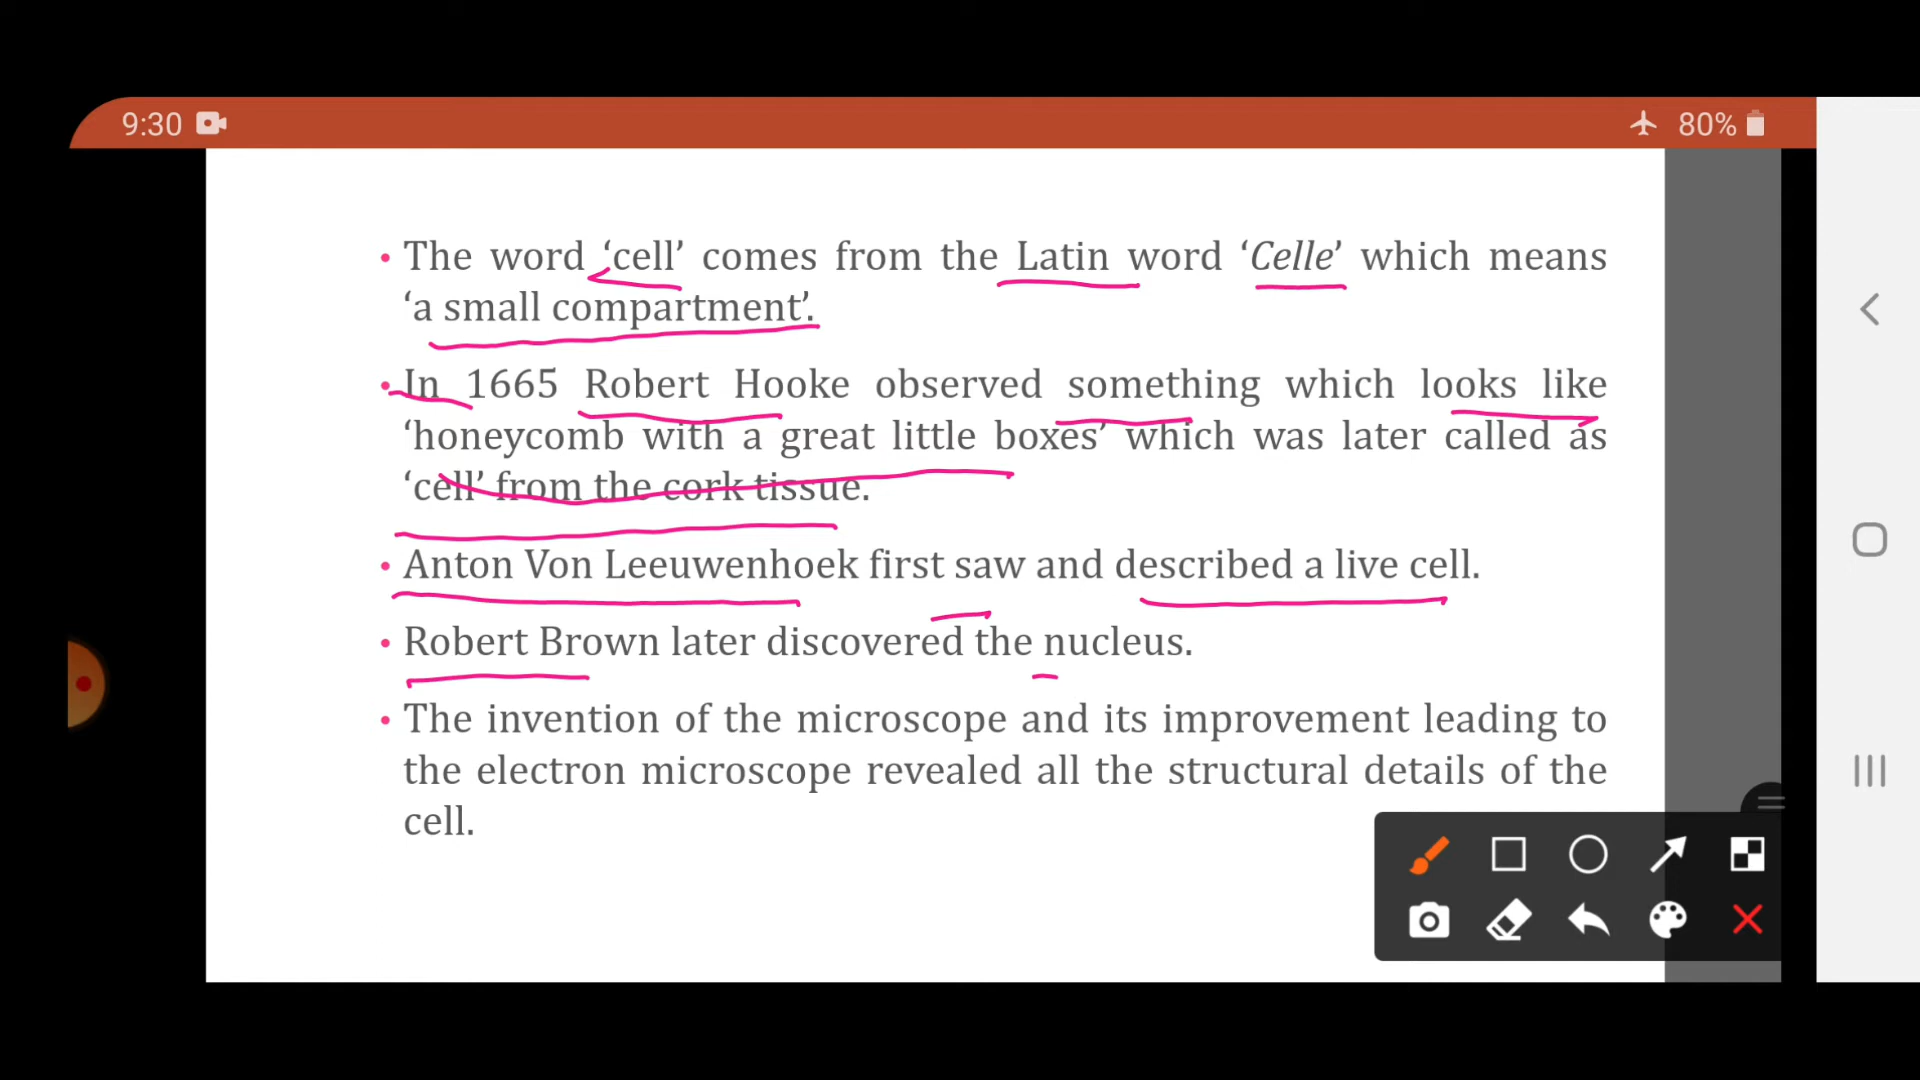 9:30
80%
• The word ‘cell’ comes from the Latin word ‘Celle’ which means
‘a small compartment’.
• In 1665 Robert Hooke observed something which looks like
‘honeycomb with a great little boxes’ which was later called as
‘cell’ from the cork tissue.
• Anton Von Leeuwenhoek first saw and described a live cell.
• Robert Brown later discovered the nucleus.
• The invention of the microscope and its improvement leading to
the electron microscope revealed all the structural details of the
cell.